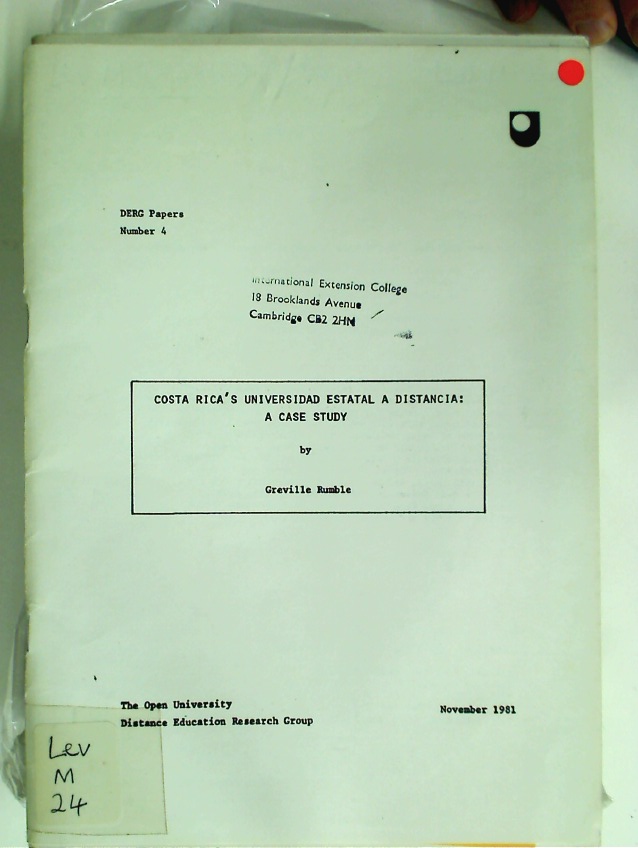 DERG Papers
Number 4
International Extension College
18 Brooklands Avenue
Cambridge CB2 2HN
COSTA RICA'S UNIVERSIDAD ESTATAL A DISTANCIA:
A CASE STUDY
by
Greville Rumble
The Open University
Distance Education Research Group
November 1981
Lev
M
24